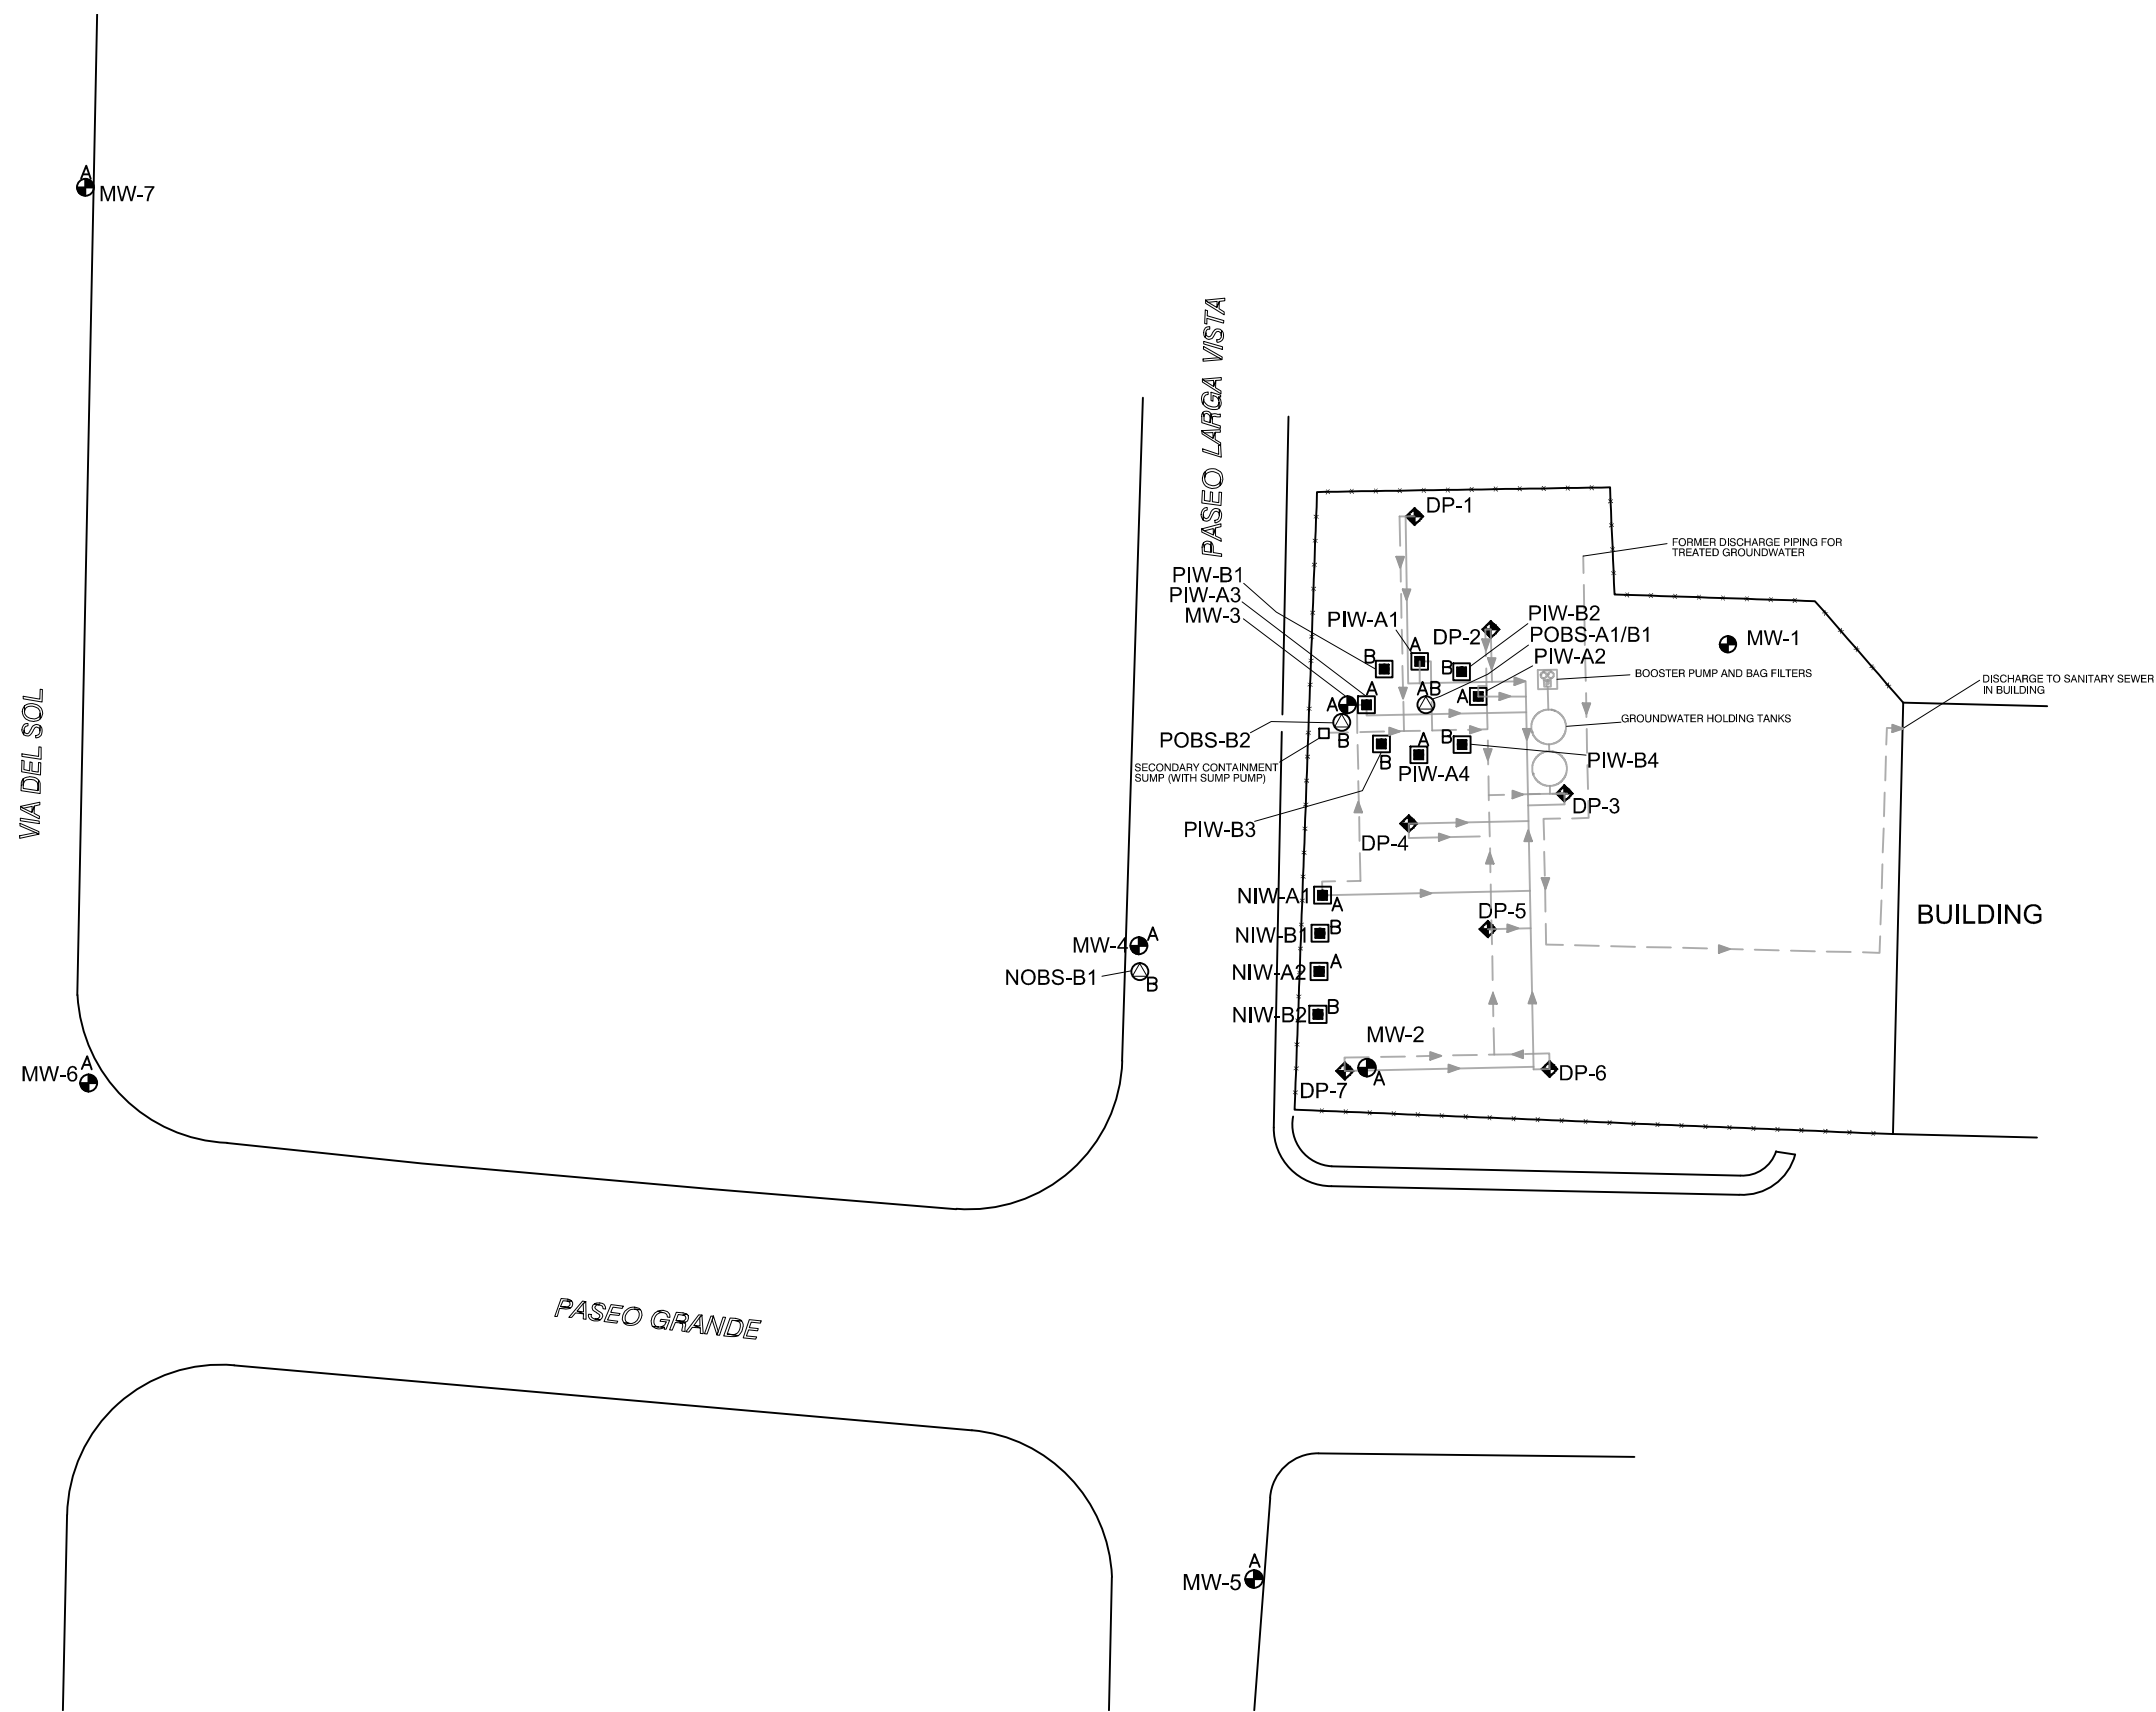 A
MW-7
VIA DEL SOL
PASEO LARGA VISTA
DP-1
FORMER DISCHARGE PIPING FOR
TREATED GROUNDWATER
PIW-B1
PIW-A3
MW-3
PIW-A1
A
B
DP-2
PIW-B2
POBS-A1/B1
PIW-A2
B
MW-1
BOOSTER PUMP AND BAG FILTERS
DISCHARGE TO SANITARY SEWER
IN BUILDING
A
A
AB
A
GROUNDWATER HOLDING TANKS
POBS-B2
B
B
A
B
PIW-A4
PIW-B4
SECONDARY CONTAINMENT
SUMP (WITH SUMP PUMP)
PIW-B3
DP-3
DP-4
NIW-A1
A
NIW-B1
B
DP-5
BUILDING
MW-4
A
NOBS-B1
B
NIW-A2
A
NIW-B2
B
MW-2
A
DP-7
DP-6
MW-6
A
PASEO GRANDE
A
MW-5